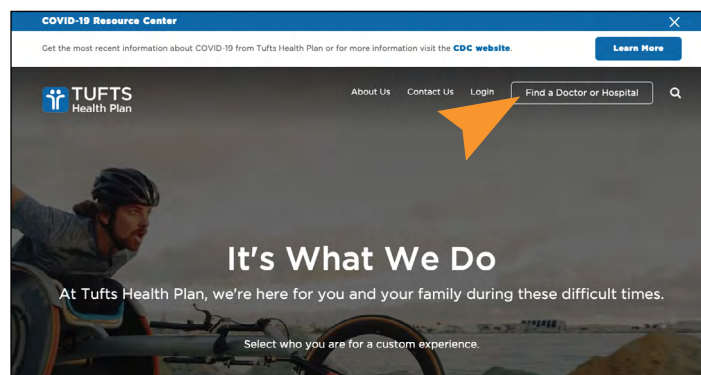 COVID-19 Resource Center
Get the most recent information about COVID-19 from Tufts Health Plan or for more information visit the CDC website.
Learn More
TUFTS
Health Plan
About Us Contact Us Login Find a Doctor or Hospital
It's What We Do
At Tufts Health Plan, we're here for you and your family during these difficult times.
Select who you are for a custom experience.